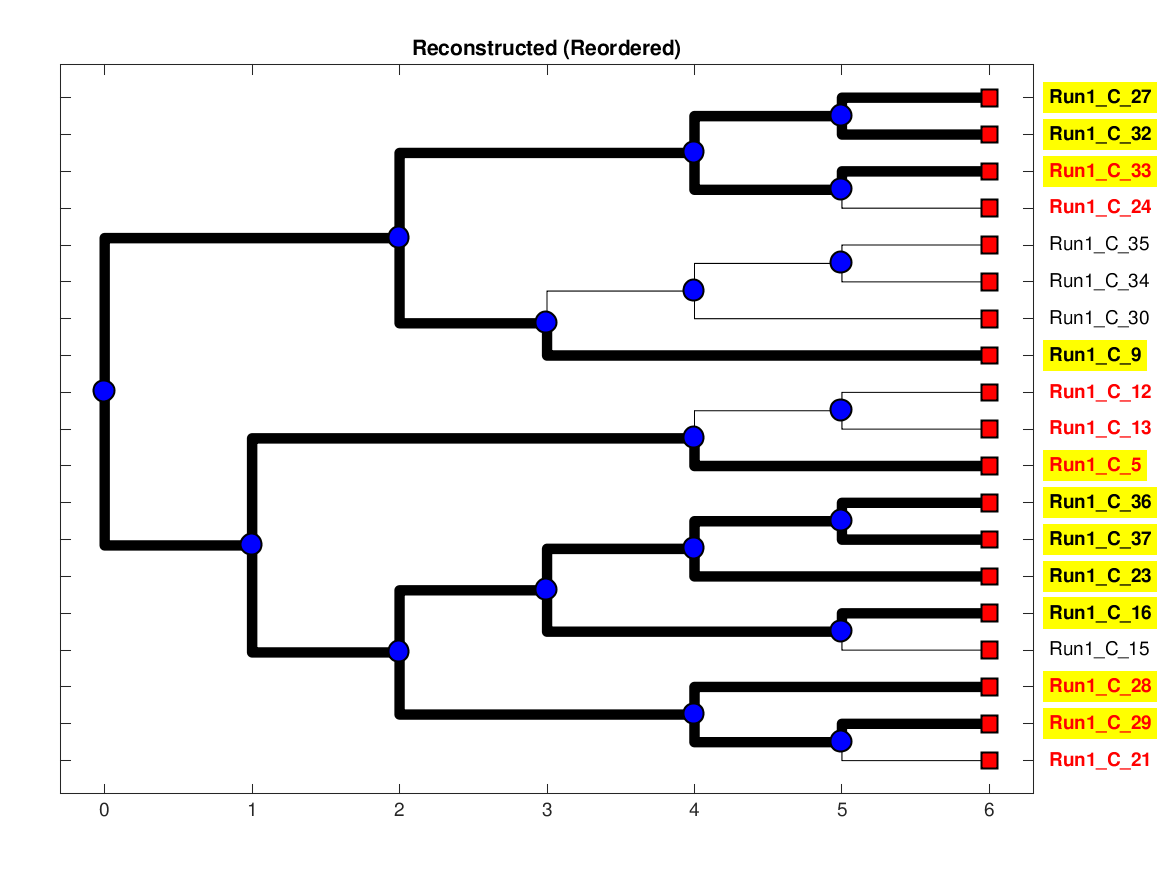 Reconstructed (Reordered)
Run1_C_27
Run1_C_32
Run1_C_33
Run1_C_24
Run1_C_35
Run1_C_34
Run1_C_30
Run1_C_9
Run1_C_12
Run1_C_13
Run1_C_5
Run1_C_36
Run1_C_37
Run1_C_23
Run1_C_16
Run1_C_15
Run1_C_28
Run1_C_29
Run1_C_21
0 1 2 3 4 5 6